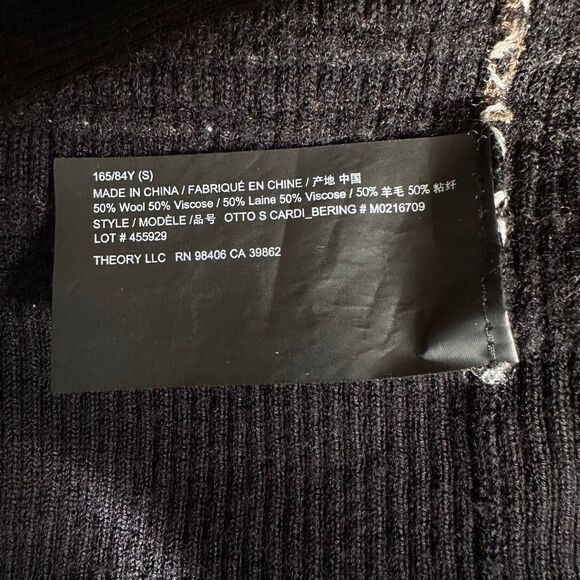 165/84Y (S)
MADE IN CHINA / FABRIQUÉ EN CHINE / 产地 中国
50% Wool 50% Viscose / 50% Laine 50% Viscose / 50% 羊毛 50% 粘纤
STYLE / MODÈLE / 品号 OTTO S CARDI_BERING # M0216709
LOT # 455929
THEORY LLC RN 98406 CA 39862